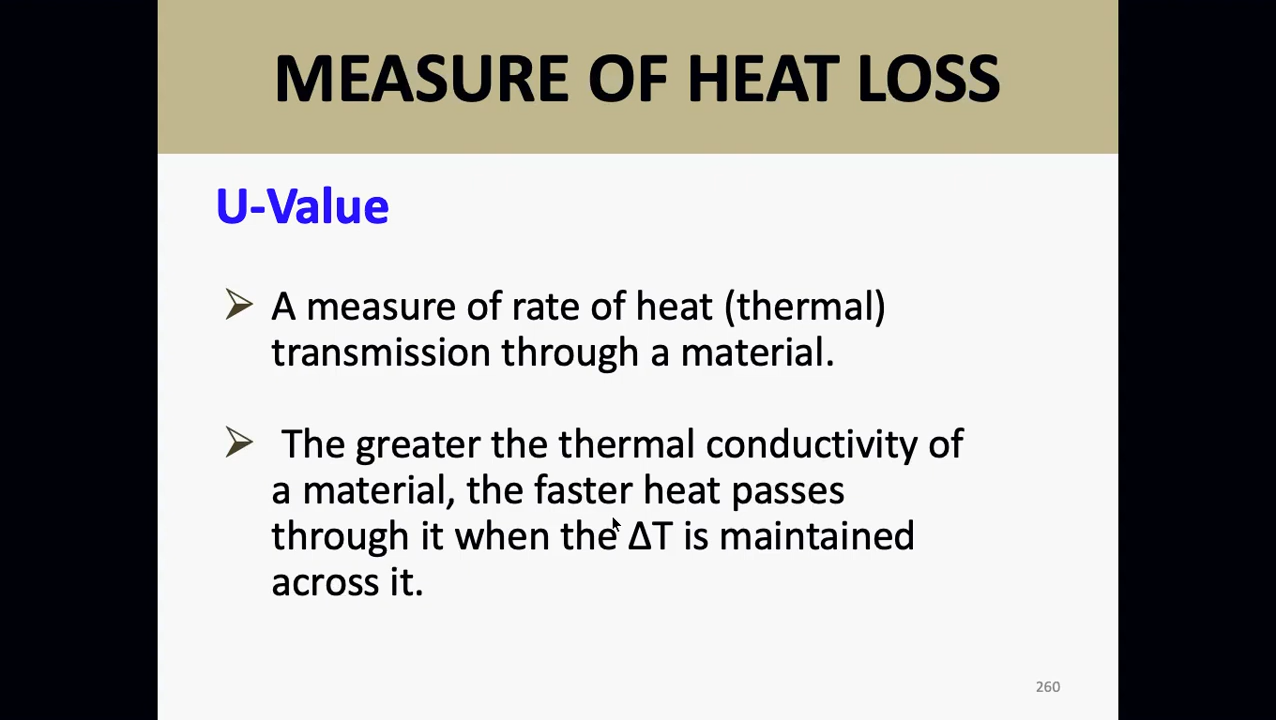 MEASURE OF HEAT LOSS
U-Value
A measure of rate of heat (thermal)
transmission through a material.
The greater the thermal conductivity of
a material, the faster heat passes
through it when the ΔT is maintained
across it.
260